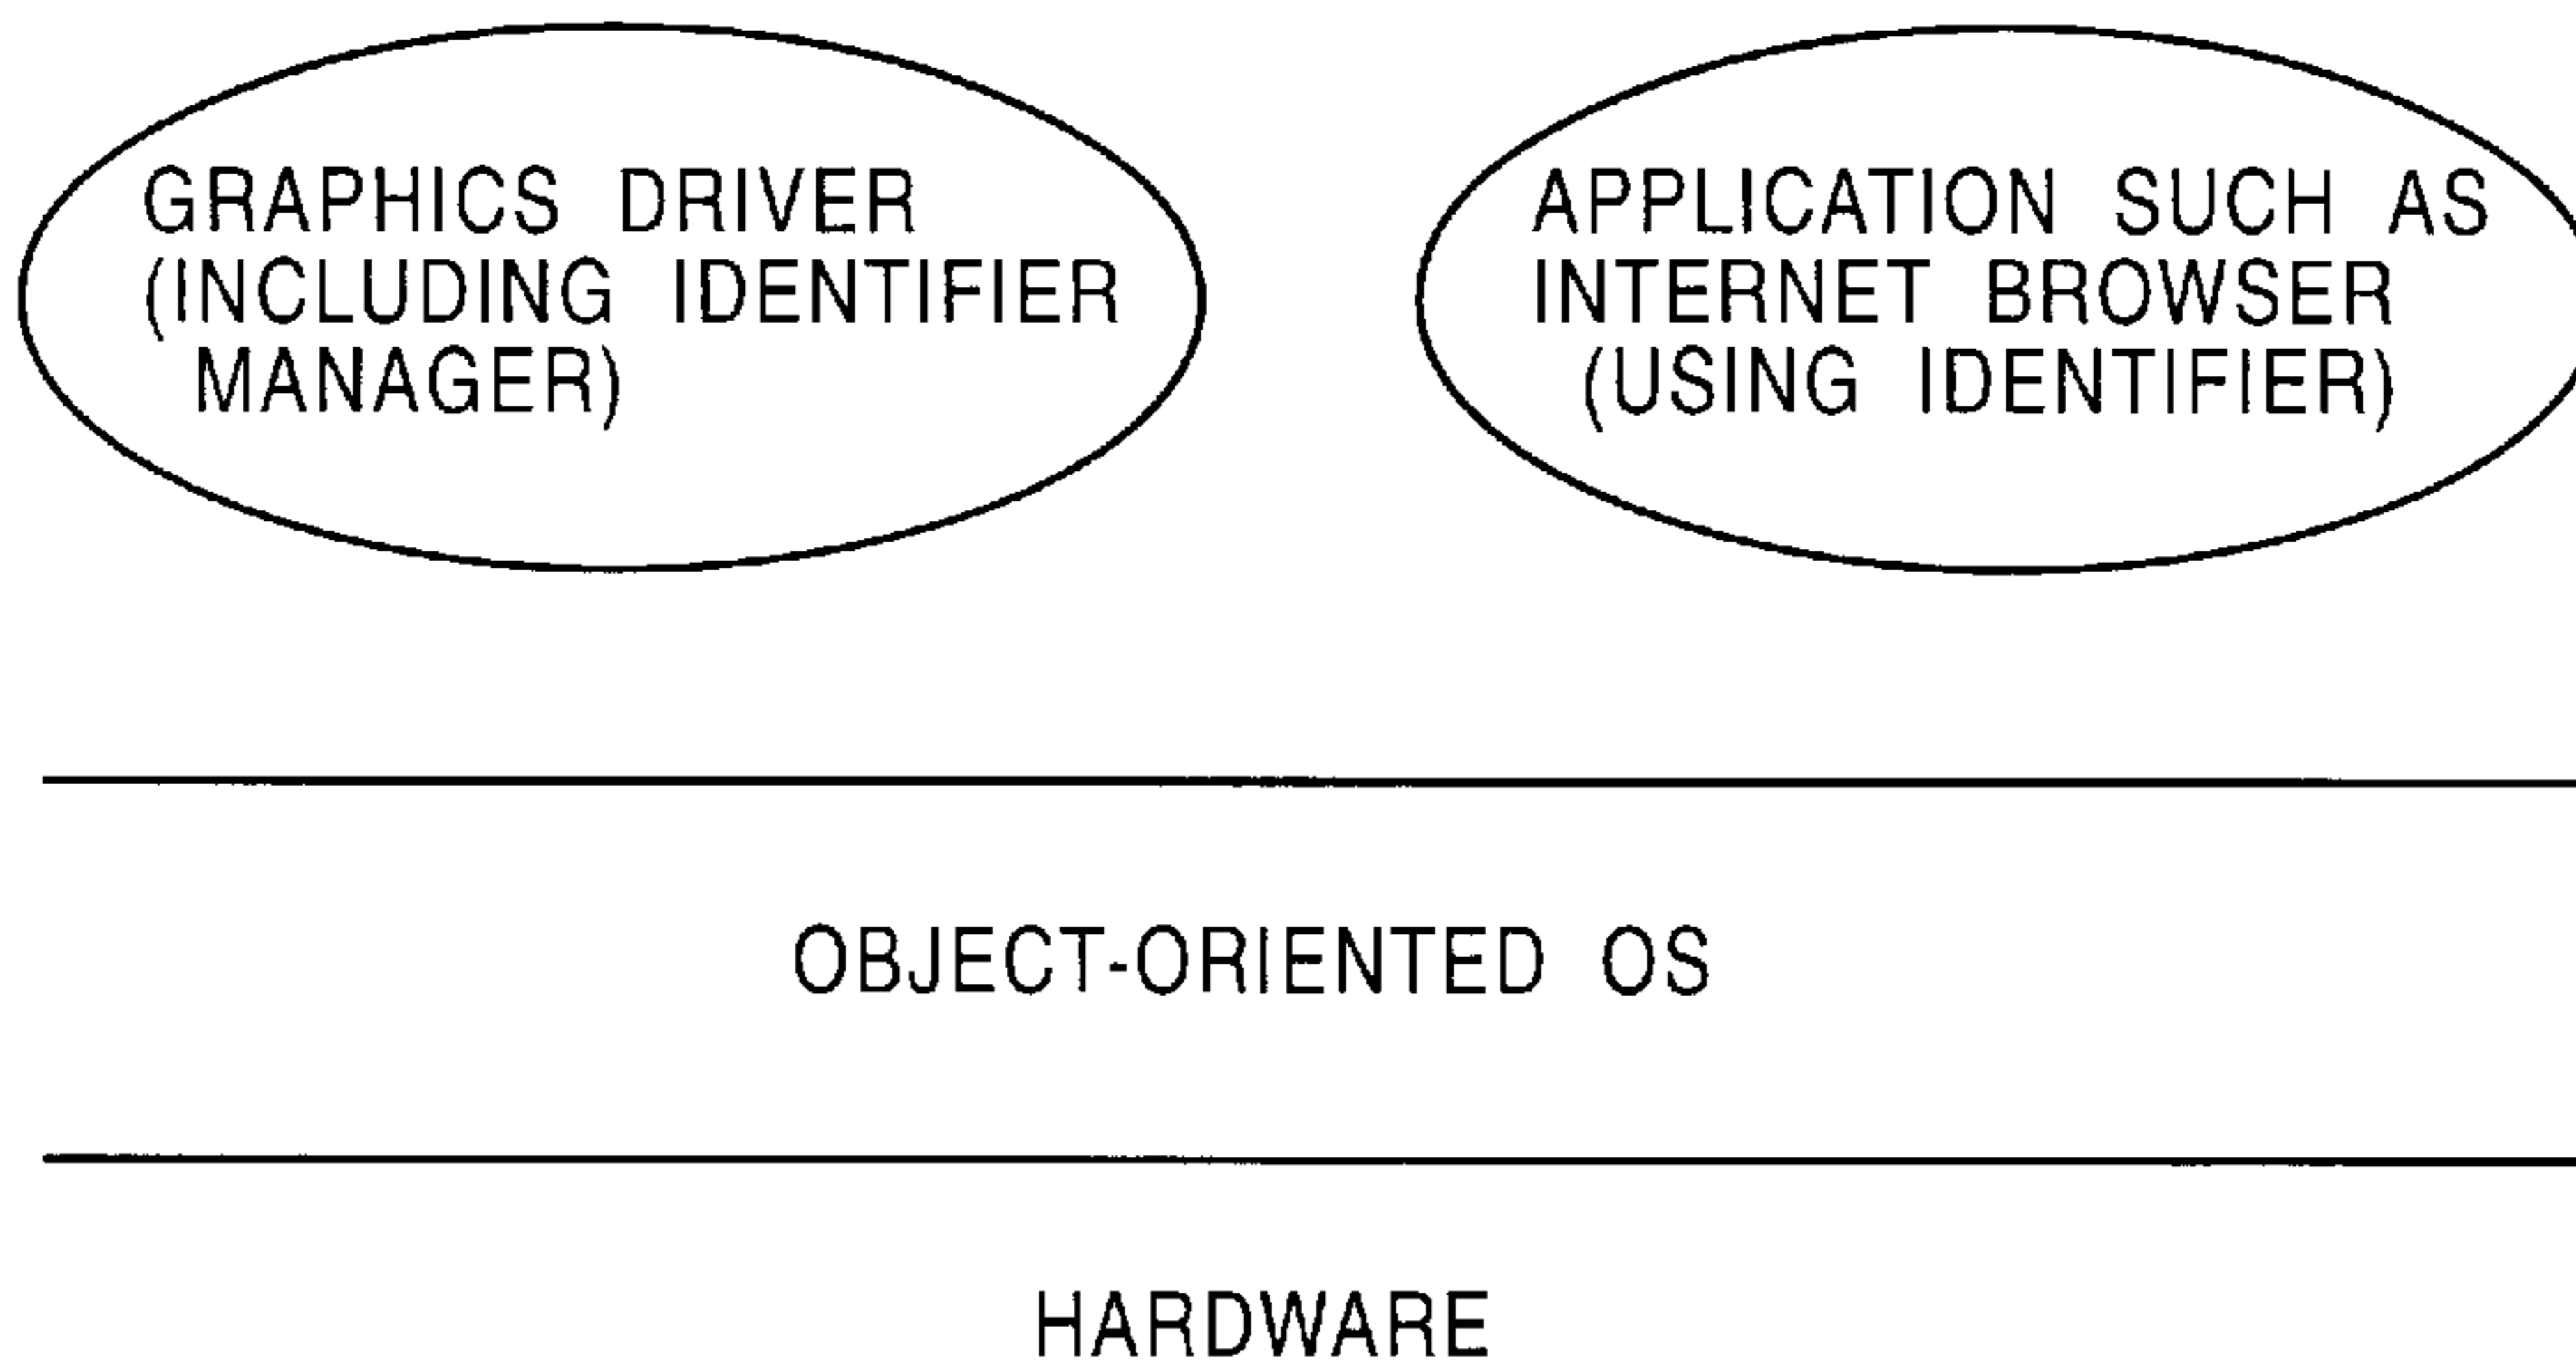 GRAPHICS DRIVER
(INCLUDING IDENTIFIER
MANAGER)
APPLICATION SUCH AS
INTERNET BROWSER
(USING IDENTIFIER)
OBJECT-ORIENTED OS
HARDWARE